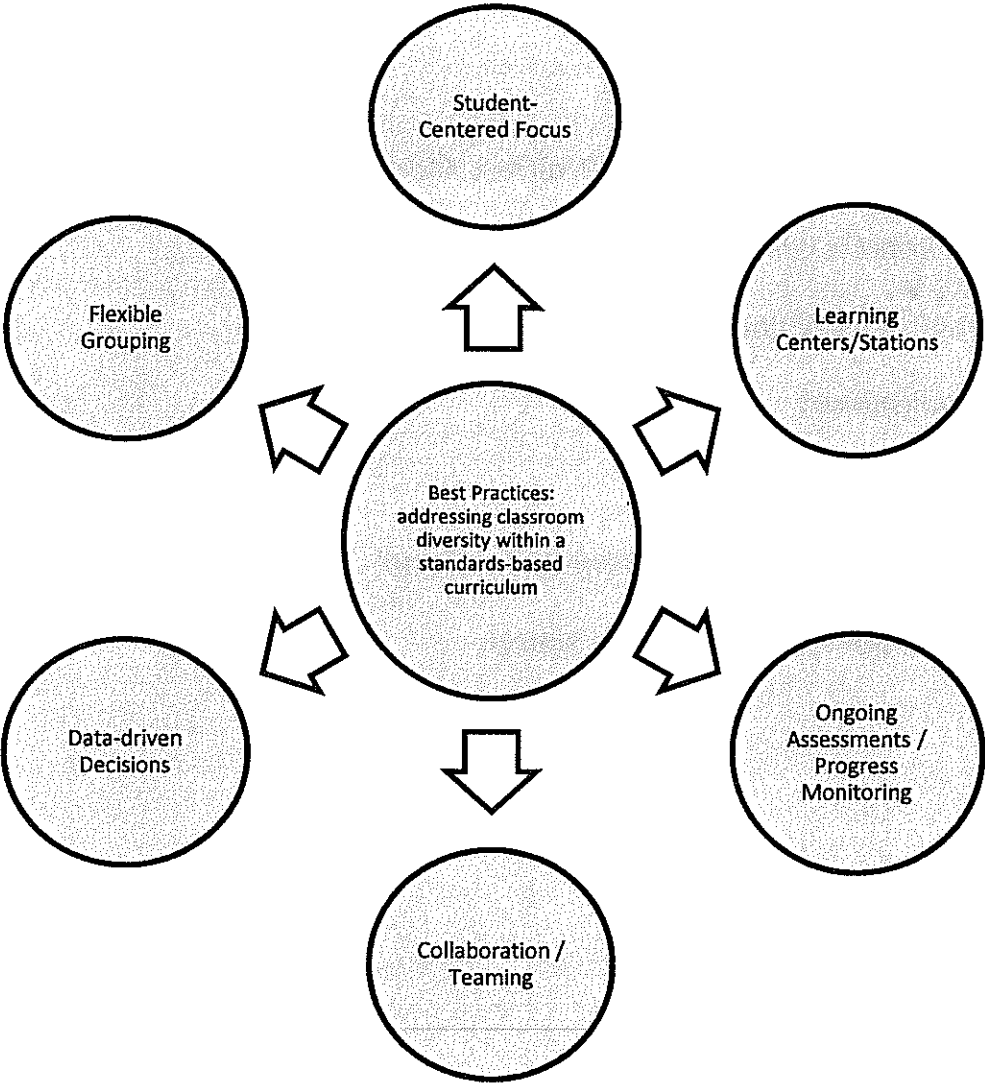 Student-
Centered Focus
Flexible
Grouping
Learning
Centers/Stations
Best Practices:
addressing classroom
diversity within a
standards-based
curriculum
Data-driven
Decisions
Ongoing
Assessments /
Progress
Monitoring
Collaboration /
Teaming